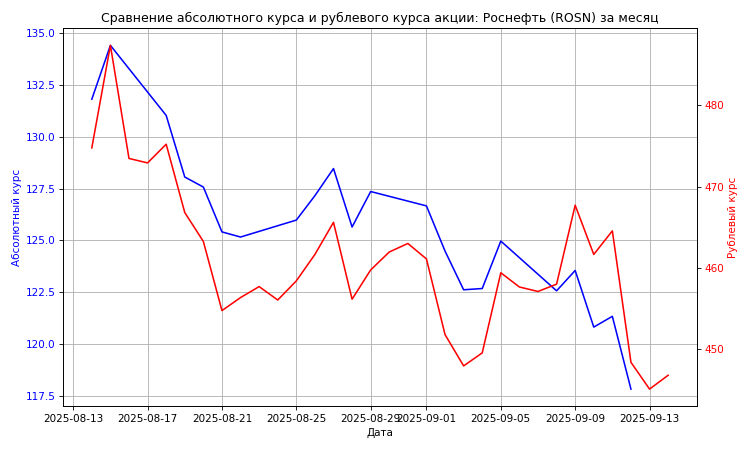 Сравнение абсолютного курса и рублевого курса акции: Роснефть (ROSN) за месяц
135.0
132.5
130.0
127.5
125.0
122.5
120.0
117.5
Абсолютный курс
480
470
460
450
Рублевый курс
2025-08-13 2025-08-17 2025-08-21 2025-08-25 2025-08-29 2025-09-01 2025-09-05 2025-09-09 2025-09-13
Дата